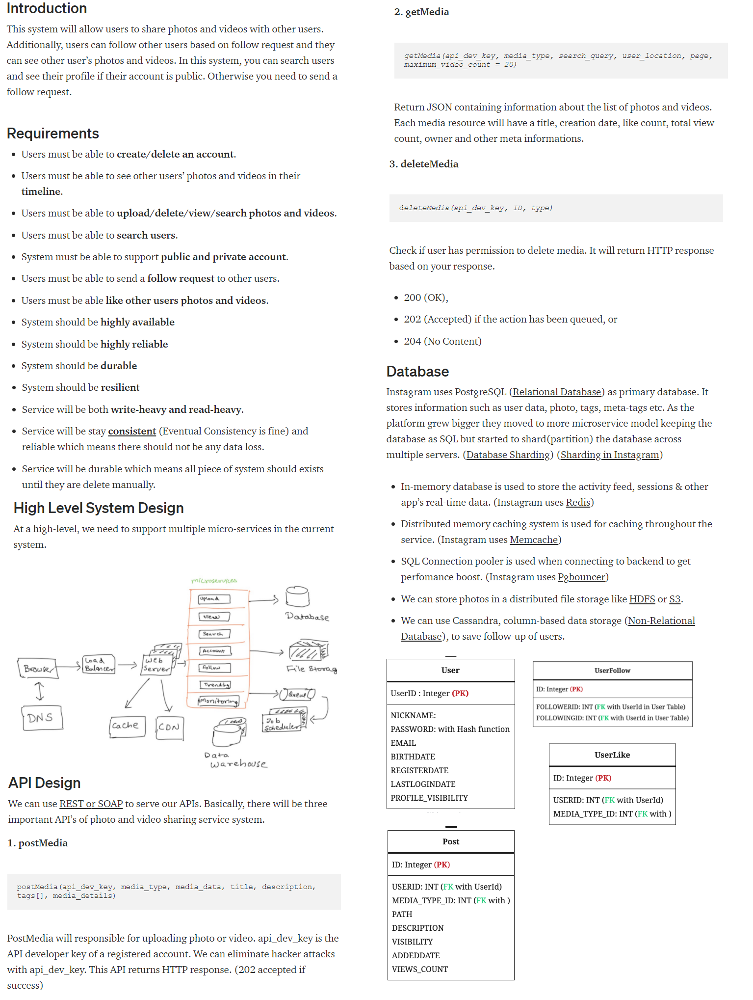 Introduction
This system will allow users to share photos and videos with other users.
Additionally, users can follow other users based on follow request and they
can see other user’s photos and videos. In this system, you can search users
and see their profile if their account is public. Otherwise you need to send a
follow request.
Requirements
• Users must be able to create/delete an account.
• Users must be able to see other users’ photos and videos in their
timeline.
• Users must be able to upload/delete/view/search photos and videos.
• Users must be able to search users.
• System must be able to support public and private account.
• Users must be able to send a follow request to other users.
• Users must be able like other users photos and videos.
• System should be highly available
• System should be highly reliable
• System should be durable
• System should be resilient
• Service will be both write-heavy and read-heavy.
• Service will be stay consistent (Eventual Consistency is fine) and
reliable which means there should not be any data loss.
• Service will be durable which means all piece of system should exists
until they are delete manually.
High Level System Design
At a high-level, we need to support multiple micro-services in the current
system.
microservices
Upload
View
Search
Account
Follow
Trending
Monitoring
Database
File Storag
Queue
Job
Scheduler
Browser
Load
Balancer
Web
Server
DNS
Cache
CDN
Data
Warehouse
API Design
We can use REST or SOAP to serve our APIs. Basically, there will be three
important API’s of photo and video sharing service system.
1. postMedia
postMedia(api_dev_key, media_type, media_data, title, description,
tags[], media_details)
PostMedia will responsible for uploading photo or video. api_dev_key is the
API developer key of a registered account. We can eliminate hacker attacks
with api_dev_key. This API returns HTTP response. (202 accepted if
success)
2. getMedia
getMedia(api_dev_key, media_type, search_query, user_location, page,
maximum_video_count = 20)
Return JSON containing information about the list of photos and videos.
Each media resource will have a title, creation date, like count, total view
count, owner and other meta informations.
3. deleteMedia
deleteMedia(api_dev_key, ID, type)
Check if user has permission to delete media. It will return HTTP response
based on your response.
• 200 (OK),
• 202 (Accepted) if the action has been queued, or
• 204 (No Content)
Database
Instagram uses PostgreSQL (Relational Database) as primary database. It
stores information such as user data, photo, tags, meta-tags etc. As the
platform grew bigger they moved to more microservice model keeping the
database as SQL but started to shard(partition) the database across
multiple servers. (Database Sharding) (Sharding in Instagram)
• In-memory database is used to store the activity feed, sessions & other
app’s real-time data. (Instagram uses Redis)
• Distributed memory caching system is used for caching throughout the
service. (Instagram uses Memcache)
• SQL Connection pooler is used when connecting to backend to get
perfomance boost. (Instagram uses Pgbouncer)
• We can store photos in a distributed file storage like HDFS or S3.
• We can use Cassandra, column-based data storage (Non-Relational
Database), to save follow-up of users.
User
UserID : Integer (PK)
NICKNAME:
PASSWORD: with Hash function
EMAIL
BIRTHDATE
REGISTERDATE
LASTLOGINDATE
PROFILE_VISIBILITY
UserFollow
ID: Integer (PK)
FOLLOWERID: INT (FK with UserId in User Table)
FOLLOWINGID: INT (FK with UserId in User Table)
UserLike
ID: Integer (PK)
USERID: INT (FK with UserId)
MEDIA_TYPE_ID: INT (FK with )
Post
ID: Integer (PK)
USERID: INT (FK with UserId)
MEDIA_TYPE_ID: INT (FK with )
PATH
DESCRIPTION
VISIBILITY
ADDEDDATE
VIEWS_COUNT